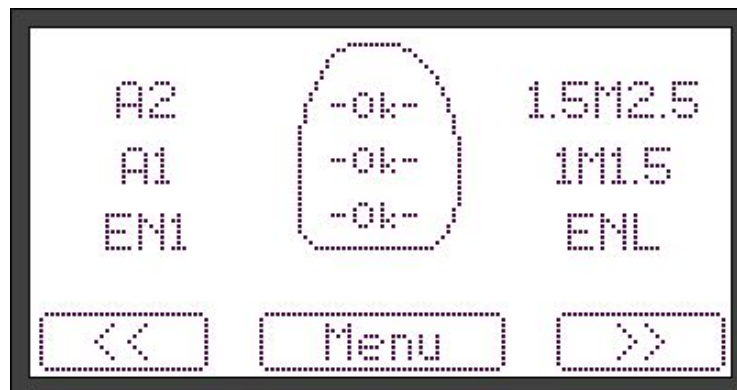 A2 -Ok- 1.5M2.5
A1 -Ok- 1M1.5
EN1 -Ok- ENL
<< Menu >>